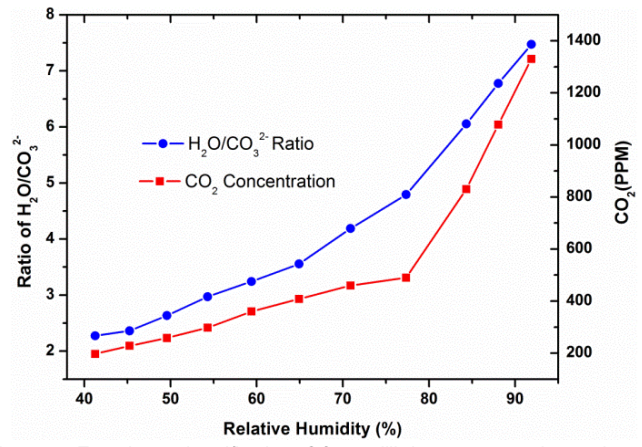 8
7
6
5
4
3
2
Ratio of H₂O/CO₃²⁻
H₂O/CO₃²⁻ Ratio
CO₂ Concentration
1400
1200
1000
800
600
400
200
CO₂(PPM)
40 50 60 70 80 90
Relative Humidity (%)